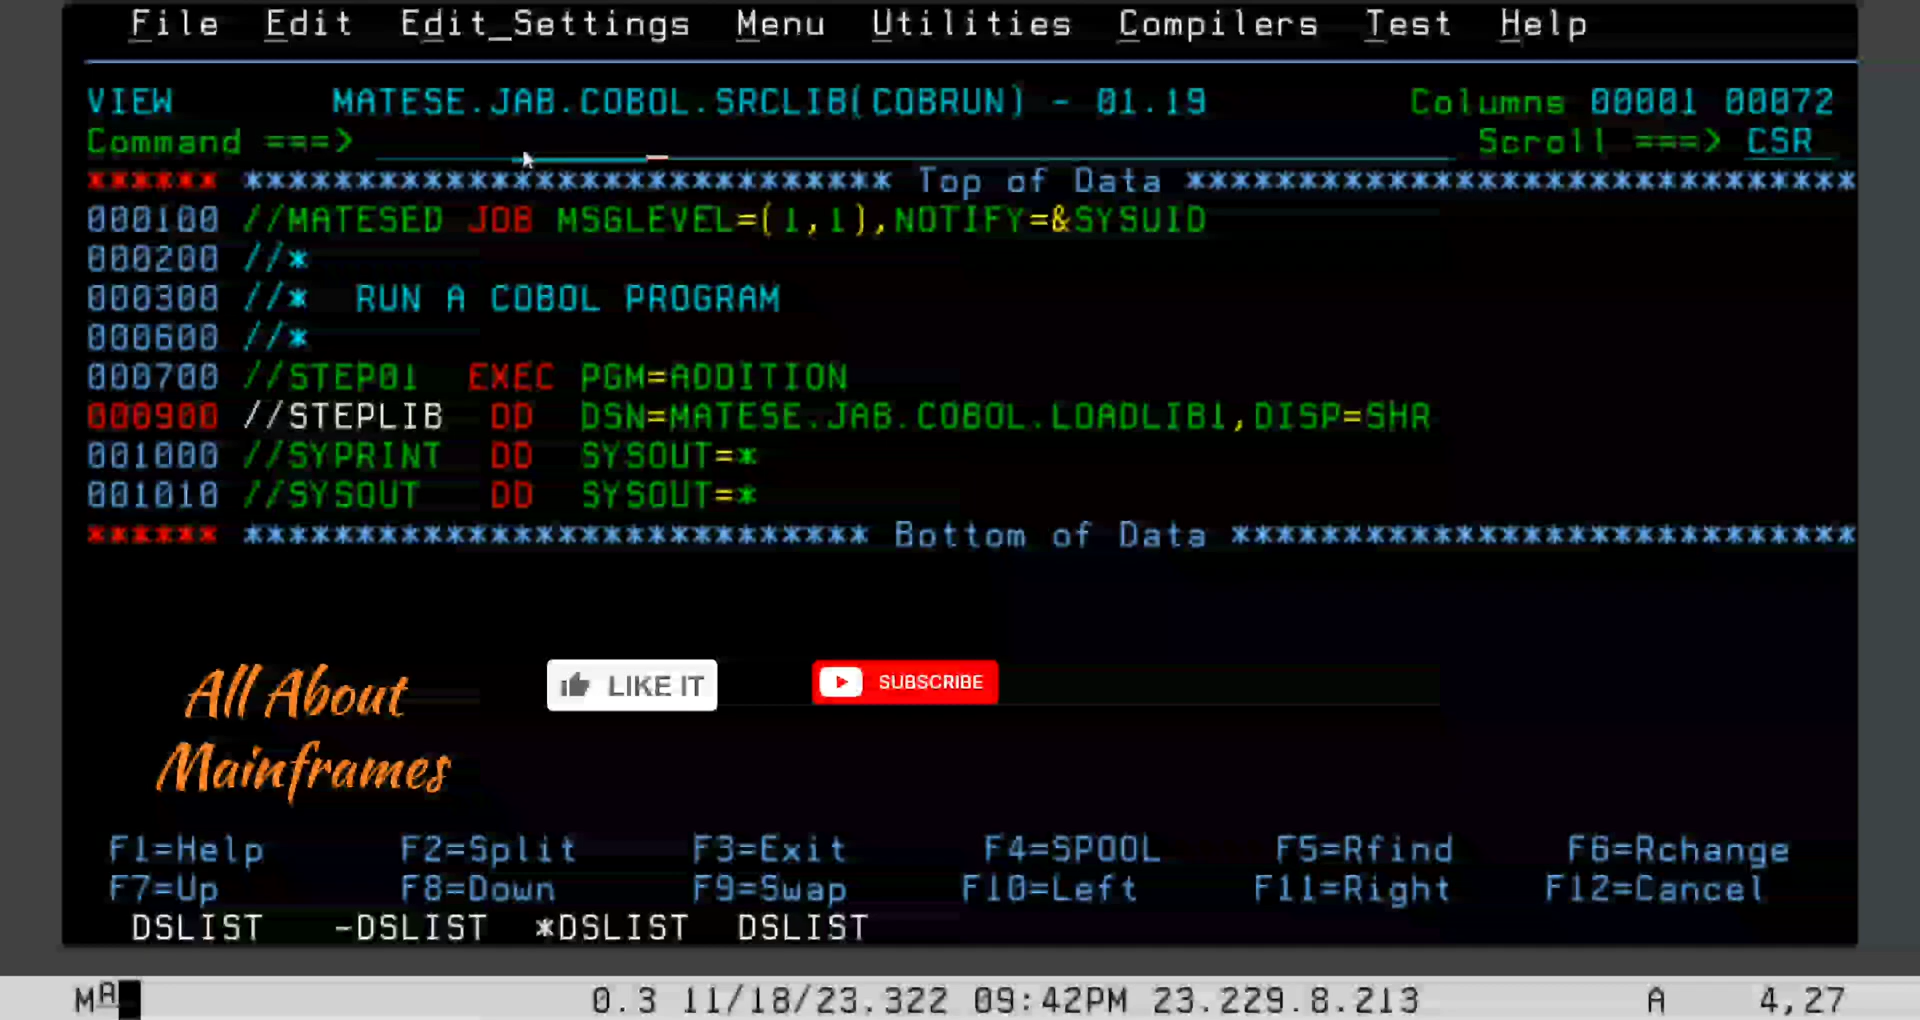 File Edit Edit_Settings Menu Utilities Compilers Test Help
VIEW MATESE.JAB.COBOL.SRCLIB(COBRUN) - 01.19 Columns 00001 00072
Command ===> Scroll ===> CSR
****** ***************************** Top of Data ******************************
000100 //MATESED JOB MSGLEVEL=(1,1),NOTIFY=&SYSUID
000200 //*
000300 //* RUN A COBOL PROGRAM
000600 //*
000700 //STEP01 EXEC PGM=ADDITION
000900 //STEPLIB DD DSN=MATESE.JAB.COBOL.LOADLIB1,DISP=SHR
001000 //SYPRINT DD SYSOUT=*
001010 //SYSOUT DD SYSOUT=*
****** **************************** Bottom of Data ****************************
All About
Mainframes
LIKE IT
SUBSCRIBE
F1=Help F2=Split F3=Exit F4=SPOOL F5=Rfind F6=Rchange
F7=Up F8=Down F9=Swap F10=Left F11=Right F12=Cancel
DSLIST -DSLIST *DSLIST DSLIST
MA 0.3 11/18/23.322 09:42PM 23.229.8.213 A 4,27